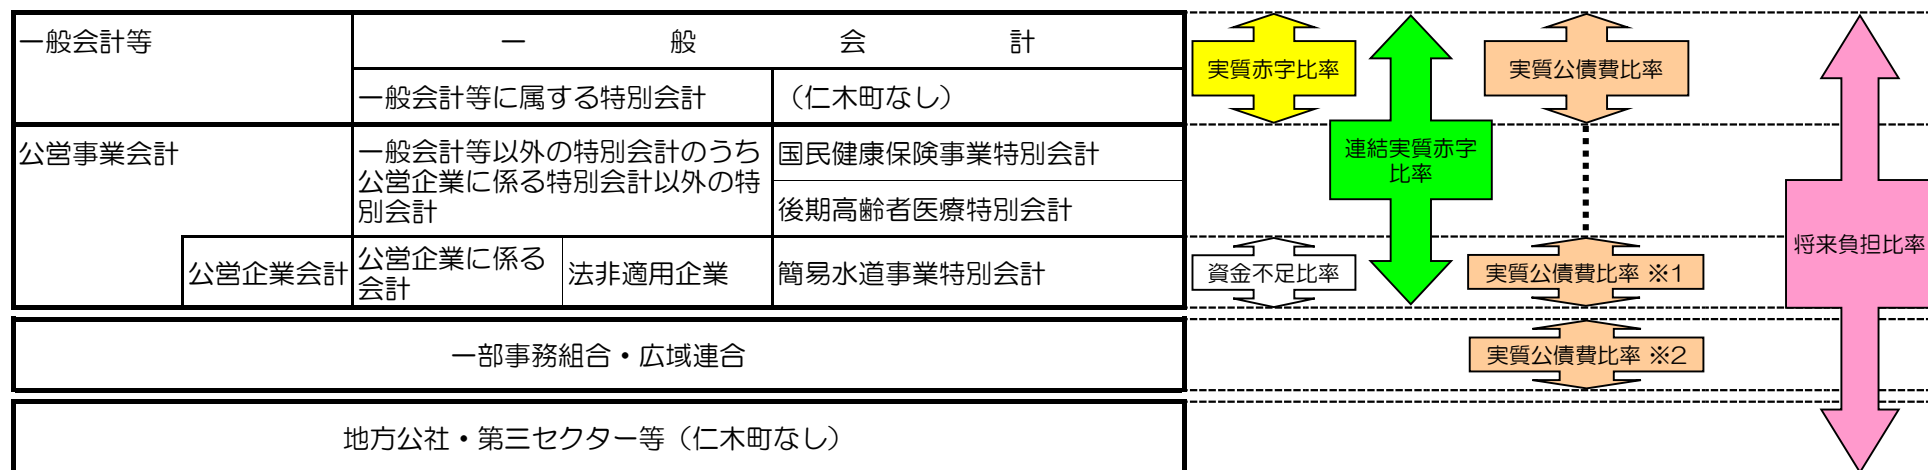 一般会計等
一般会計
一般会計等に属する特別会計
（仁木町なし）
実質赤字比率
実質公債費比率
公営事業会計
一般会計等以外の特別会計のうち
公営企業に係る特別会計以外の特
別会計
国民健康保険事業特別会計
後期高齢者医療特別会計
連結実質赤字
比率
将来負担比率
公営企業会計
公営企業に係る
会計
法非適用企業
簡易水道事業特別会計
資金不足比率
実質公債費比率 ※1
一部事務組合・広域連合
実質公債費比率 ※2
地方公社・第三セクター等（仁木町なし）